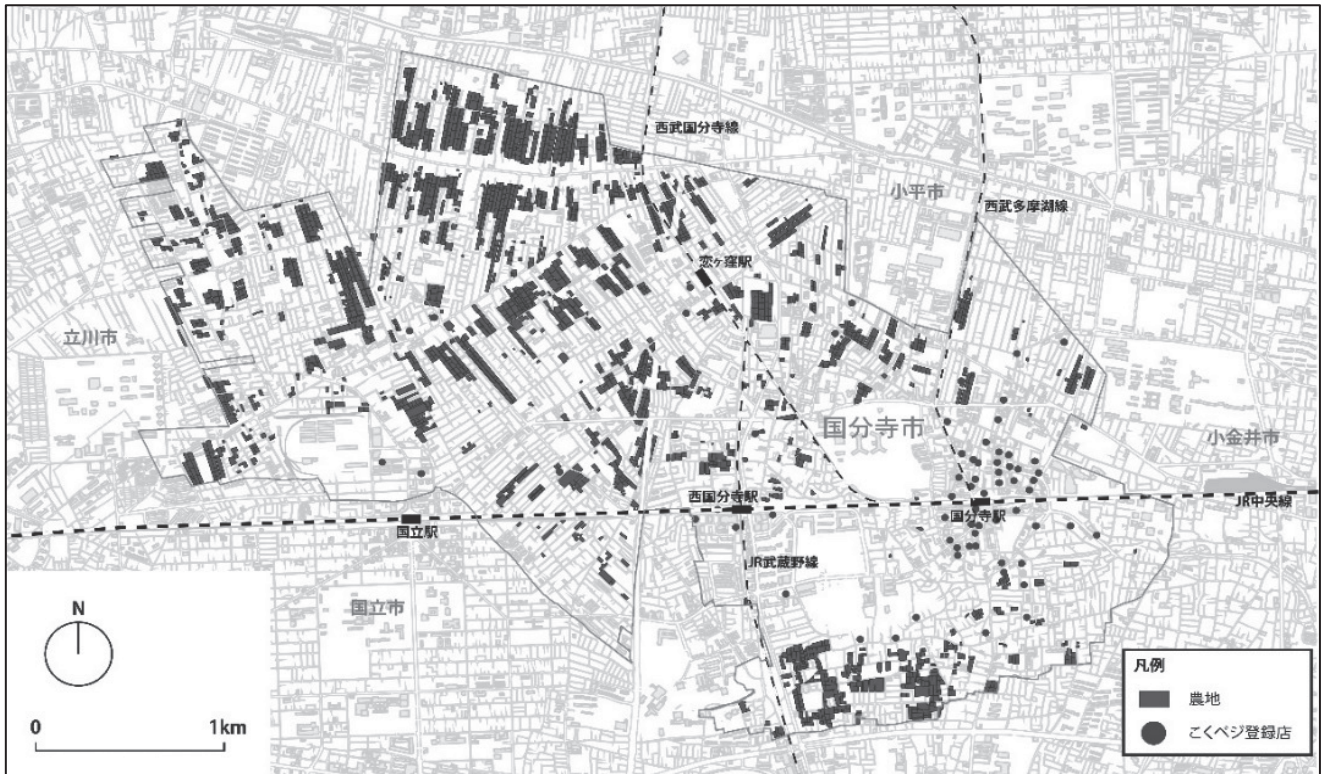 西武国分寺線
小平市
西武多摩湖線
恋ヶ窪駅
立川市
国分寺市
小金井市
西国分寺駅
国分寺駅
JR中央線
国立駅
JR武蔵野線
国立市
N
0
1km
凡例
農地
こくベジ登録店